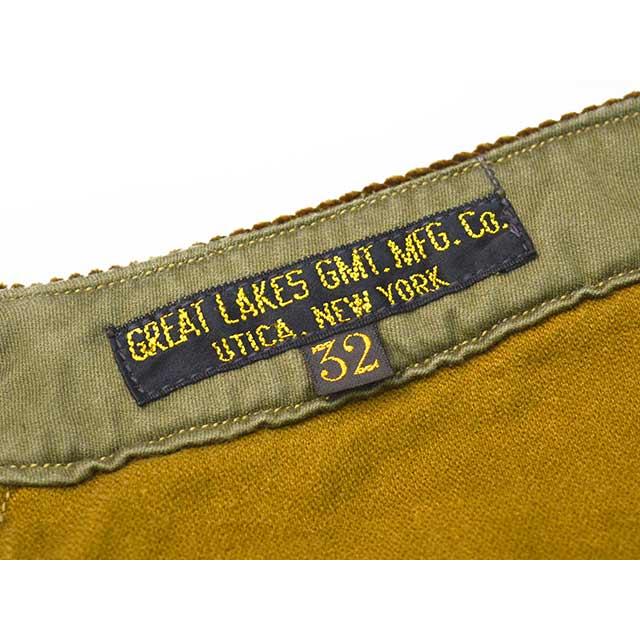 GREAT LAKES GMT. MFG. Co.
UTICA, NEW YORK
32